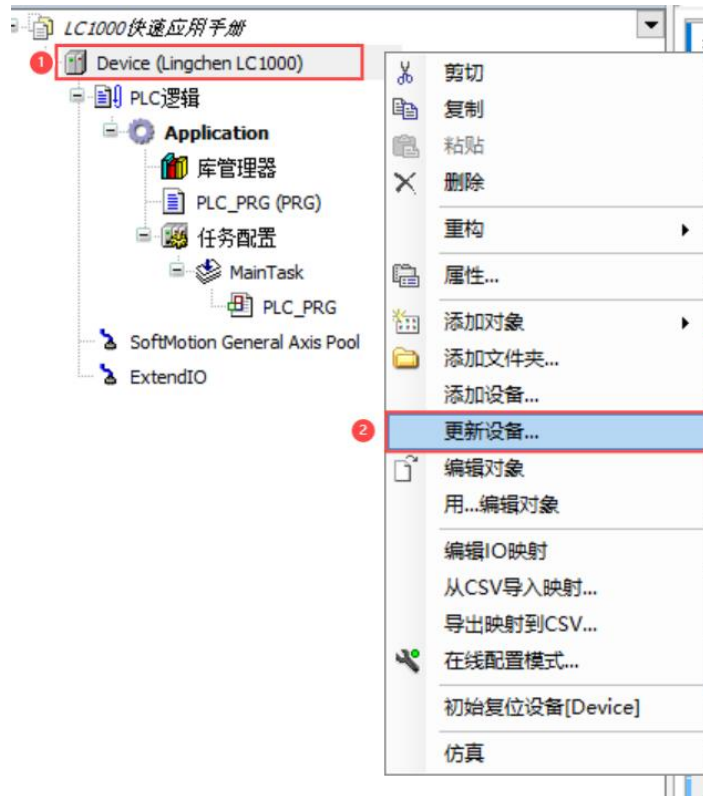 LC1000快速应用手册
1
Device (Lingchen LC1000)
PLC逻辑
Application
库管理器
PLC_PRG (PRG)
任务配置
MainTask
PLC_PRG
SoftMotion General Axis Pool
ExtendIO
剪切
复制
粘贴
删除
重构
属性...
添加对象
添加文件夹...
添加设备...
2
更新设备...
编辑对象
用...编辑对象
编辑IO映射
从CSV导入映射...
导出映射到CSV...
在线配置模式...
初始复位设备[Device]
仿真